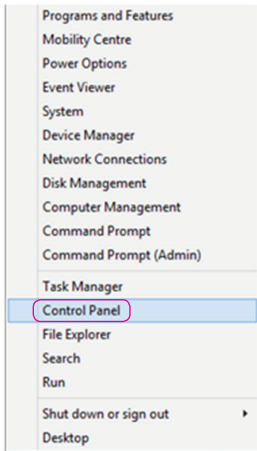 Programs and Features
Mobility Centre
Power Options
Event Viewer
System
Device Manager
Network Connections
Disk Management
Computer Management
Command Prompt
Command Prompt (Admin)
Task Manager
Control Panel
File Explorer
Search
Run
Shut down or sign out
Desktop